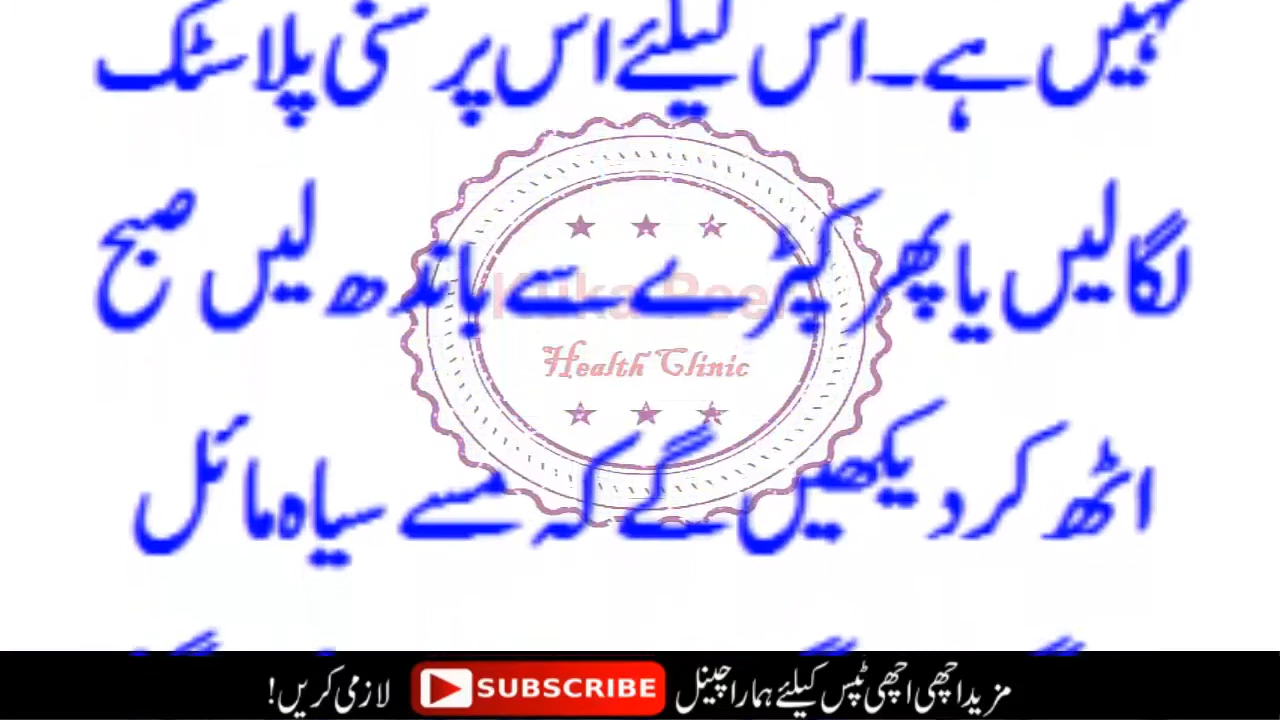 نہیں ہے۔ اس کیلئے اس پر سنی پلاسٹک
لگالیں یا پھر کپڑے۔ سے باندھ لیں صبح
Health Clinic
اٹھ کر دیکھیں گے کہ مسے سیاہ مائل
مزید اچھی اچھی ٹپس کیلئے ہمارا چینل SUBSCRIBE لازمی کریں!